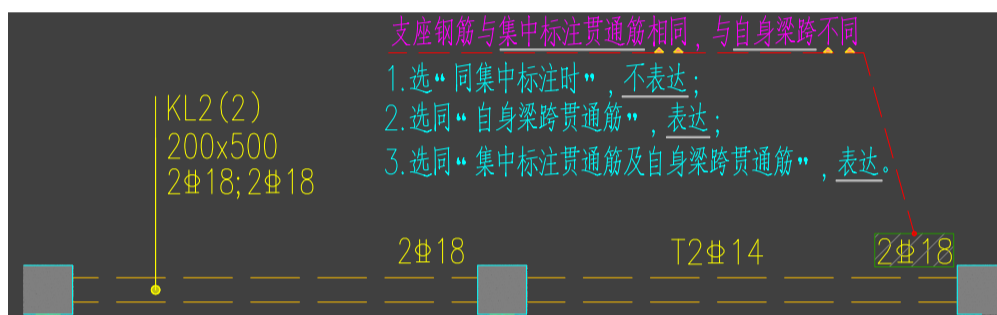 支座钢筋与集中标注贯通筋相同，与自身梁跨不同
1.选“同集中标注时”，不表达；
2.选同“自身梁跨贯通筋”，表达；
3.选同“集中标注贯通筋及自身梁跨贯通筋”，表达。
KL2(2)
200x500
2⌽18;2⌽18
2⌽18
T2⌽14
2⌽18